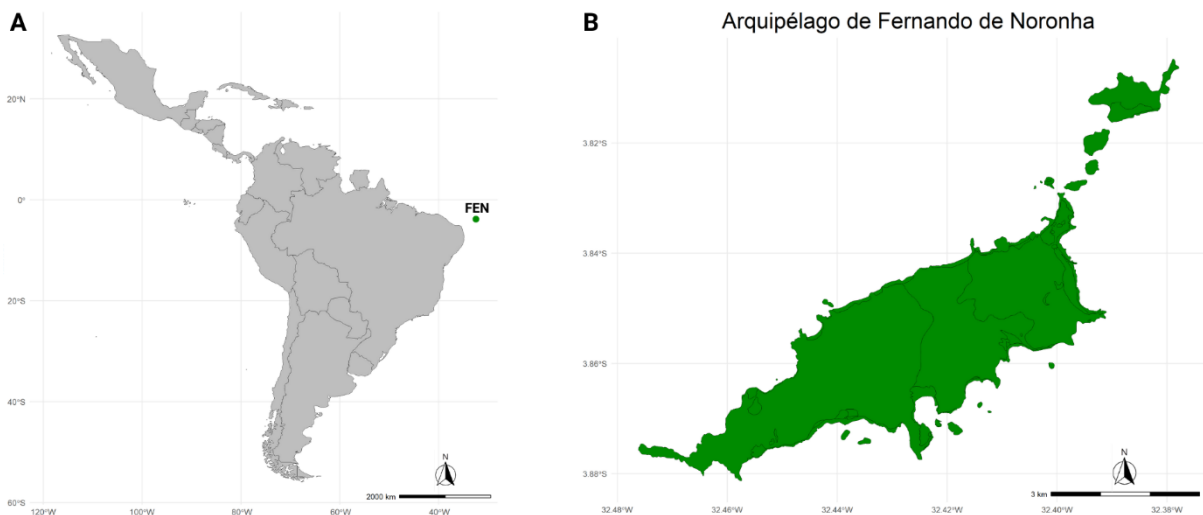 A
B
Arquipélago de Fernando de Noronha
20°N
0°
20°S
40°S
60°S
FEN
N
2000 km
120°W
100°W
80°W
60°W
40°W
3.82°S
3.84°S
3.86°S
3.88°S
N
3 km
32.48°W
32.46°W
32.44°W
32.42°W
32.40°W
32.38°W